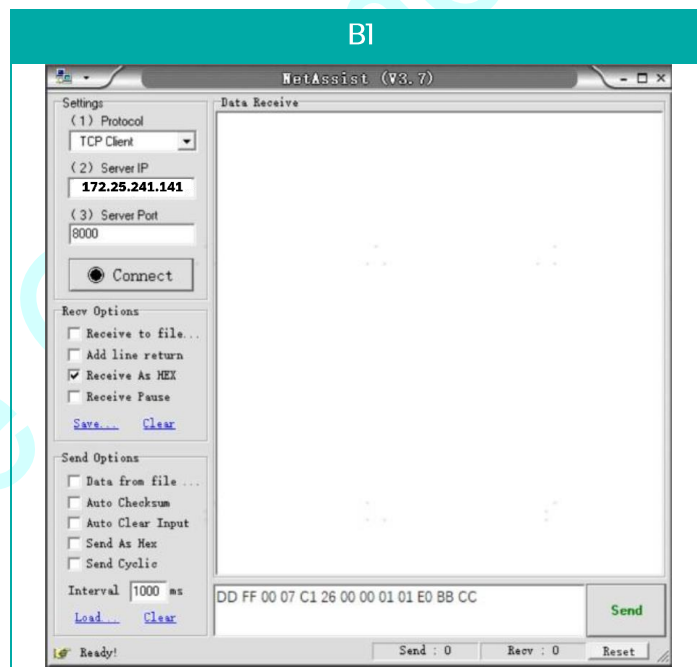 B1
NetAssist (V3.7)
Settings
(1) Protocol
TCP Client
(2) Server IP
172.25.241.141
(3) Server Port
8000
Connect
Recv Options
Receive to file...
Add line return
Receive As HEX
Receive Pause
Save... Clear
Send Options
Data from file ...
Auto Checksum
Auto Clear Input
Send As Hex
Send Cyclic
Interval 1000 ms
Load... Clear
Data Receive
DD FF 00 07 C1 26 00 00 01 01 E0 BB CC
Send
Ready!
Send : 0
Recv : 0
Reset